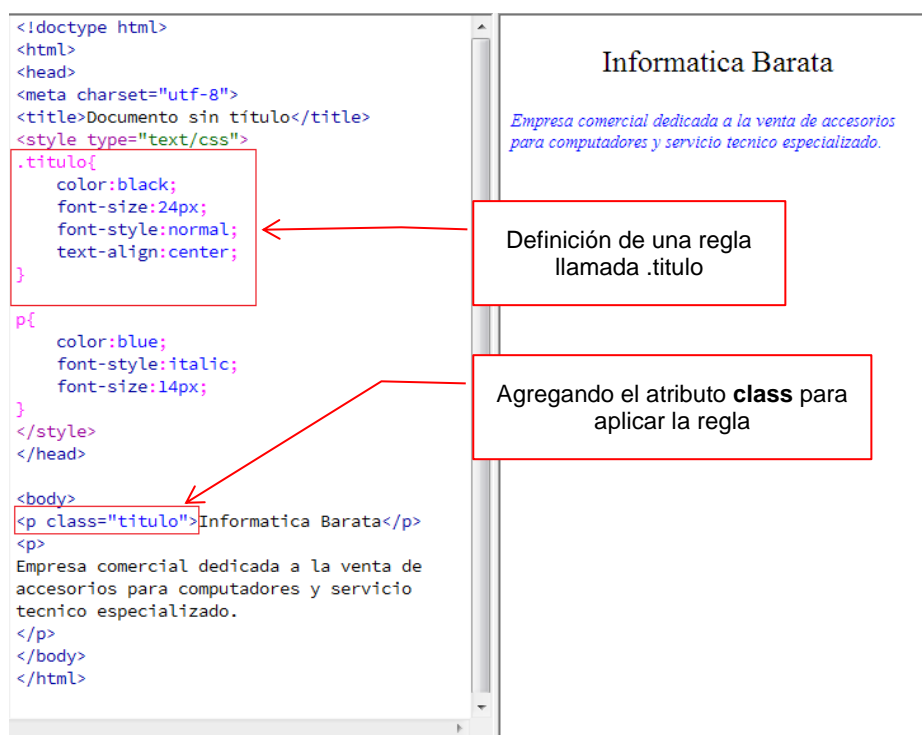 <!doctype html>
<html>
<head>
<meta charset="utf-8">
<title>Documento sin título</title>
<style type="text/css">
.titulo{
    color:black;
    font-size:24px;
    font-style:normal;
    text-align:center;
}
p{
    color:blue;
    font-style:italic;
    font-size:14px;
}
</style>
</head>
<body>
<p class="titulo">Informatica Barata</p>
<p>
Empresa comercial dedicada a la venta de
accesorios para computadores y servicio
tecnico especializado.
</p>
</body>
</html>
Informatica Barata
Empresa comercial dedicada a la venta de accesorios
para computadores y servicio tecnico especializado.
Definición de una regla
llamada .titulo
Agregando el atributo class para
aplicar la regla